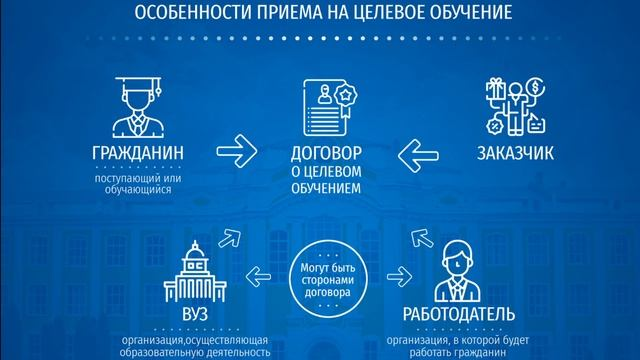 ОСОБЕННОСТИ ПРИЕМА НА ЦЕЛЕВОЕ ОБУЧЕНИЕ
ГРАЖДАНИН
поступающий или
обучающийся
ДОГОВОР
О ЦЕЛЕВОМ
ОБУЧЕНИЕМ
ЗАКАЗЧИК
ВУЗ
организация,осуществляющая
образовательную деятельность
Могут быть
сторонами
договора
РАБОТОДАТЕЛЬ
организация, в которой будет
работать гражданин